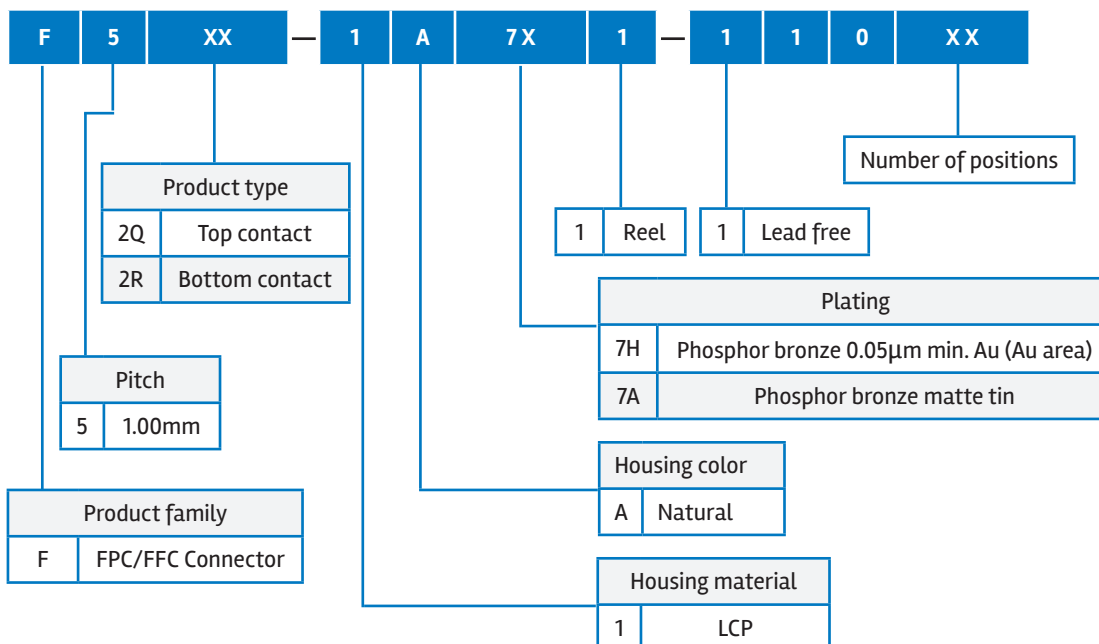 F 5 XX — 1 A 7X 1 — 1 1 0 XX
Number of positions
Product type
2Q Top contact
2R Bottom contact
1 Reel
1 Lead free
Plating
7H Phosphor bronze 0.05μm min. Au (Au area)
7A Phosphor bronze matte tin
Pitch
5 1.00mm
Housing color
A Natural
Product family
F FPC/FFC Connector
Housing material
1 LCP